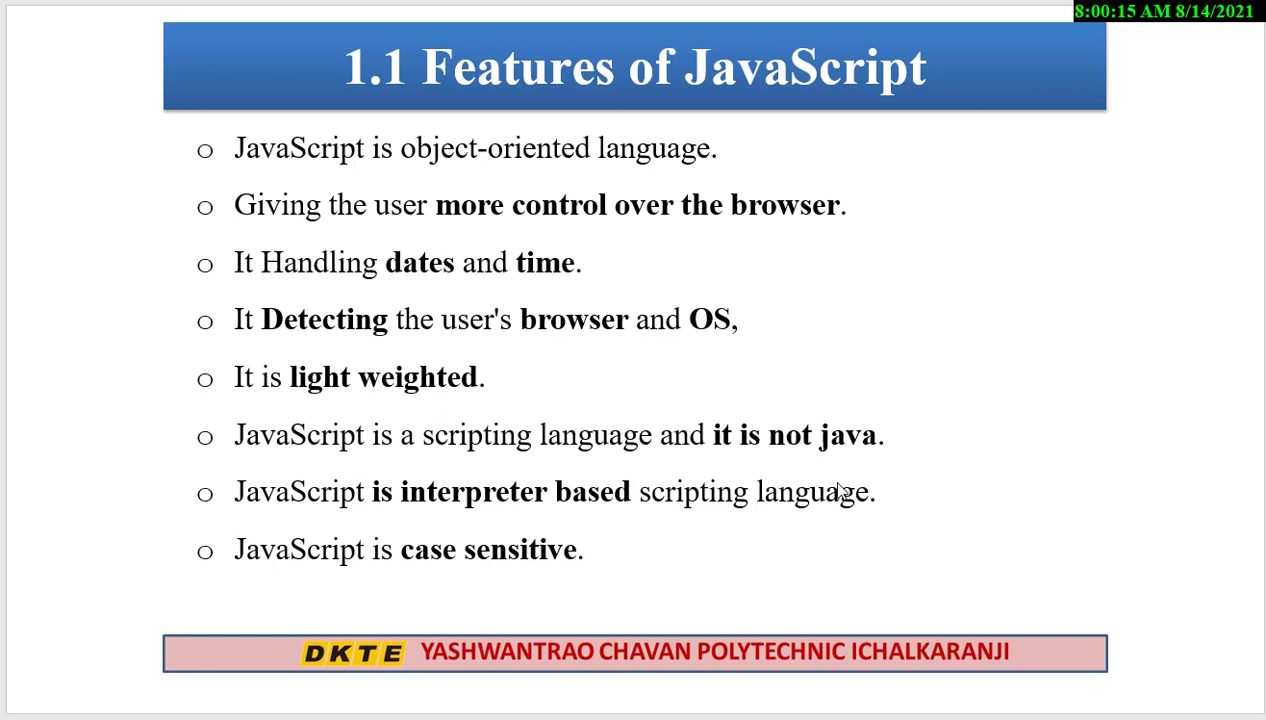 8:00:15 AM 8/14/2021
1.1 Features of JavaScript
o JavaScript is object-oriented language.
o Giving the user more control over the browser.
o It Handling dates and time.
o It Detecting the user's browser and OS,
o It is light weighted.
o JavaScript is a scripting language and it is not java.
o JavaScript is interpreter based scripting language.
o JavaScript is case sensitive.
DKTE YASHWANTRAO CHAVAN POLYTECHNIC ICHALKARANJI